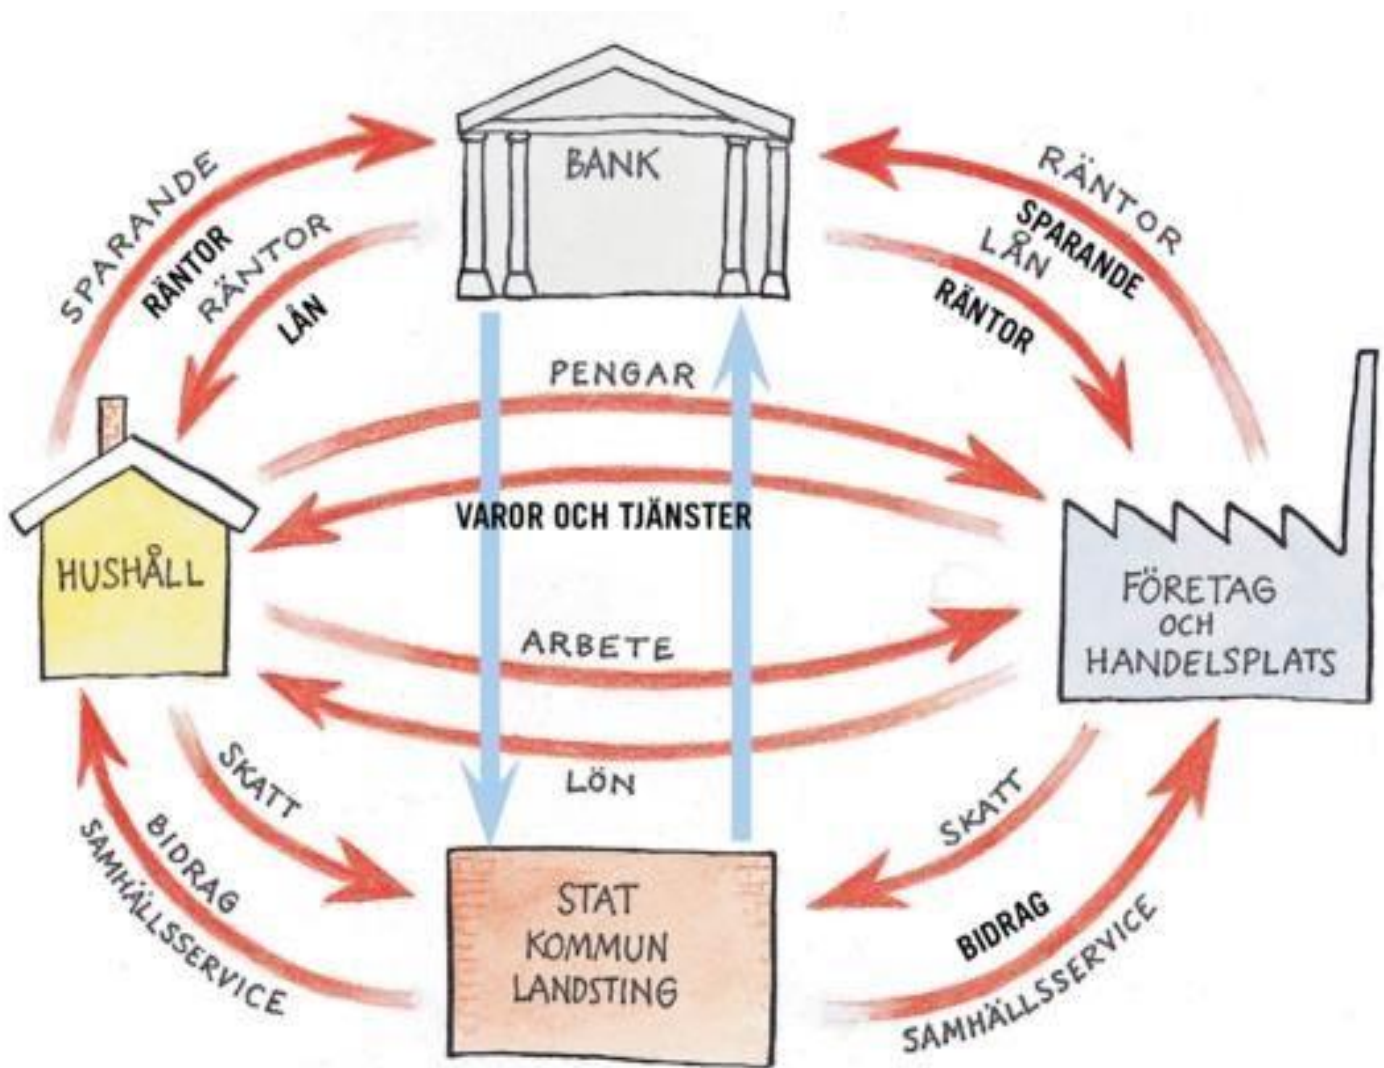 BANK
SPARANDE
RÄNTOR
RÄNTOR
LÅN
RÄNTOR
SPARANDE
LÅN
RÄNTOR
PENGAR
VAROR OCH TJÄNSTER
HUSHÅLL
FÖRETAG
OCH
HANDELSPLATS
ARBETE
LÖN
SKATT
BIDRAG
SAMHÄLLSSERVICE
SKATT
BIDRAG
SAMHÄLLSSERVICE
STAT
KOMMUN
LANDSTING